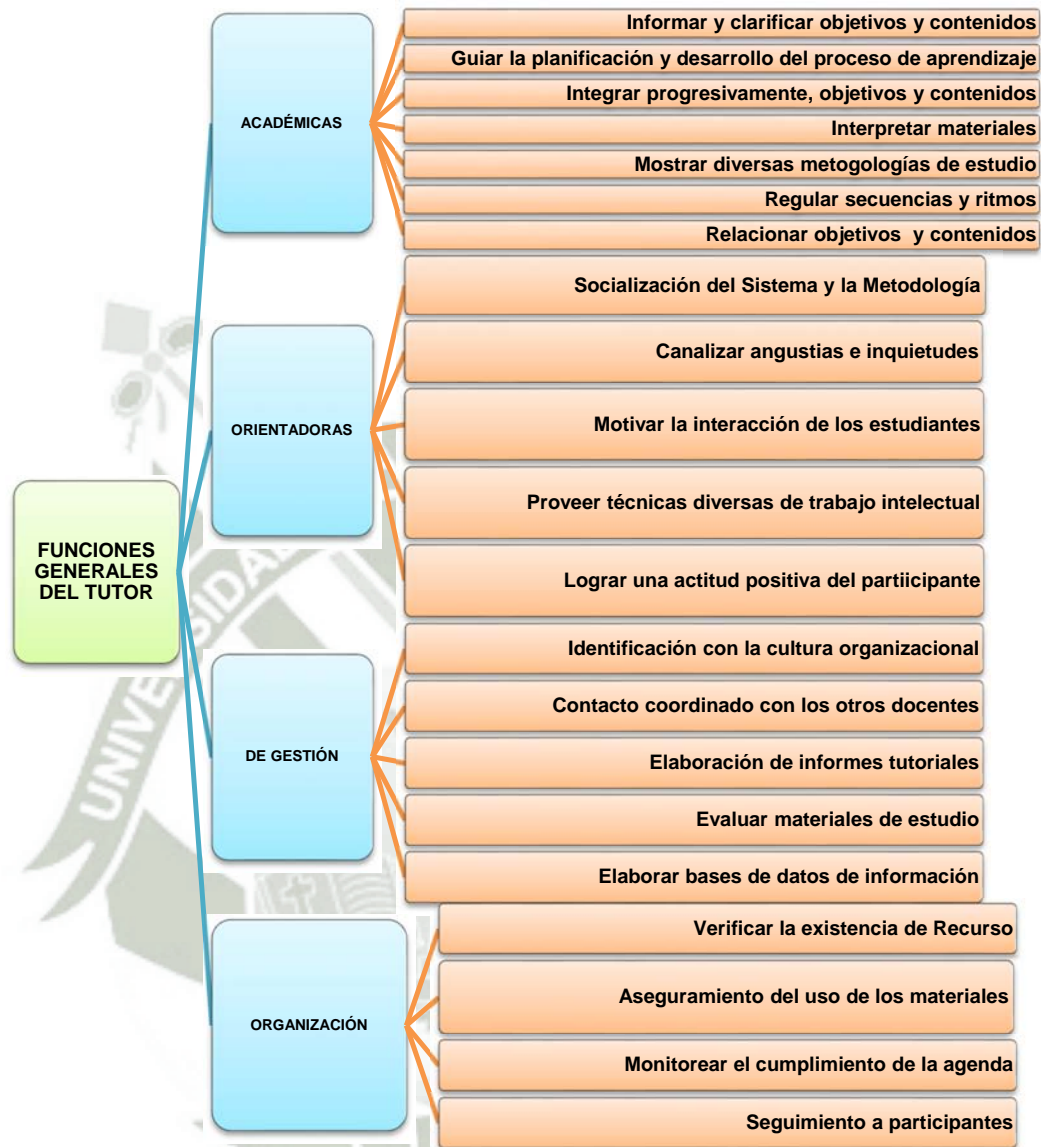 FUNCIONES
GENERALES
DEL TUTOR
ACADÉMICAS
Informar y clarificar objetivos y contenidos
Guiar la planificación y desarrollo del proceso de aprendizaje
Integrar progresivamente, objetivos y contenidos
Interpretar materiales
Mostrar diversas metogologías de estudio
Regular secuencias y ritmos
Relacionar objetivos y contenidos
ORIENTADORAS
Socialización del Sistema y la Metodología
Canalizar angustias e inquietudes
Motivar la interacción de los estudiantes
Proveer técnicas diversas de trabajo intelectual
Lograr una actitud positiva del partiicipante
DE GESTIÓN
Identificación con la cultura organizacional
Contacto coordinado con los otros docentes
Elaboración de informes tutoriales
Evaluar materiales de estudio
Elaborar bases de datos de información
ORGANIZACIÓN
Verificar la existencia de Recurso
Aseguramiento del uso de los materiales
Monitorear el cumplimiento de la agenda
Seguimiento a participantes